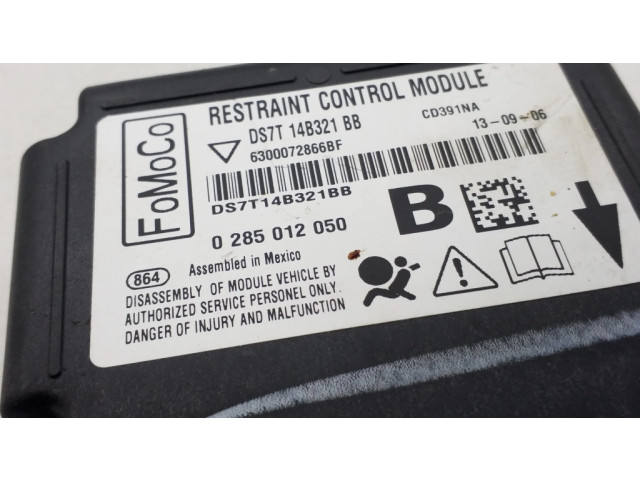 FoMoCo
RESTRAINT CONTROL MODULE
DS7T 14B321 BB
CD391NA
13-09-06
6300072866BF
DS7T14B321BB
B
0 285 012 050
864
Assembled in Mexico
DISASSEMBLY OF MODULE VEHICLE BY
AUTHORIZED SERVICE PERSONEL ONLY.
DANGER OF INJURY AND MALFUNCTION